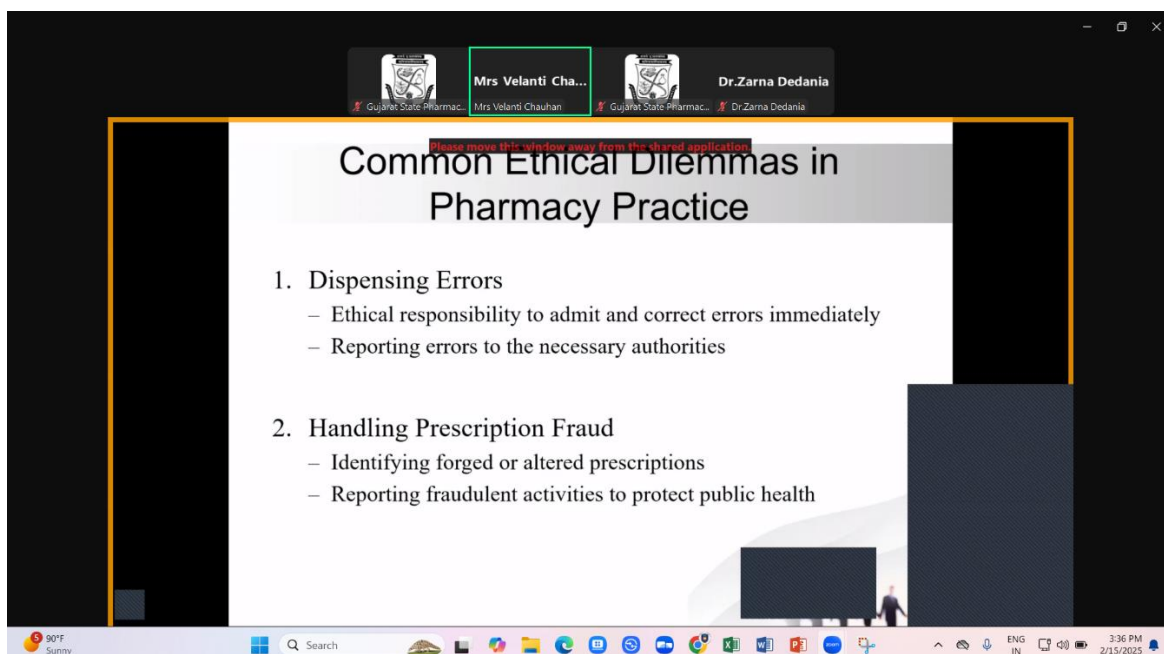 Mrs Velanti Cha...
Dr.Zarna Dedania
Gujarat State Pharmac...
Mrs Velanti Chauhan
Gujarat State Pharmac...
Dr.Zarna Dedania
Please move this window away from the shared application.
Common Ethical Dilemmas in
Pharmacy Practice
1. Dispensing Errors
– Ethical responsibility to admit and correct errors immediately
– Reporting errors to the necessary authorities
2. Handling Prescription Fraud
– Identifying forged or altered prescriptions
– Reporting fraudulent activities to protect public health
5
90°F
Sunny
Search
zoom
ENG
IN
3:36 PM
2/15/2025